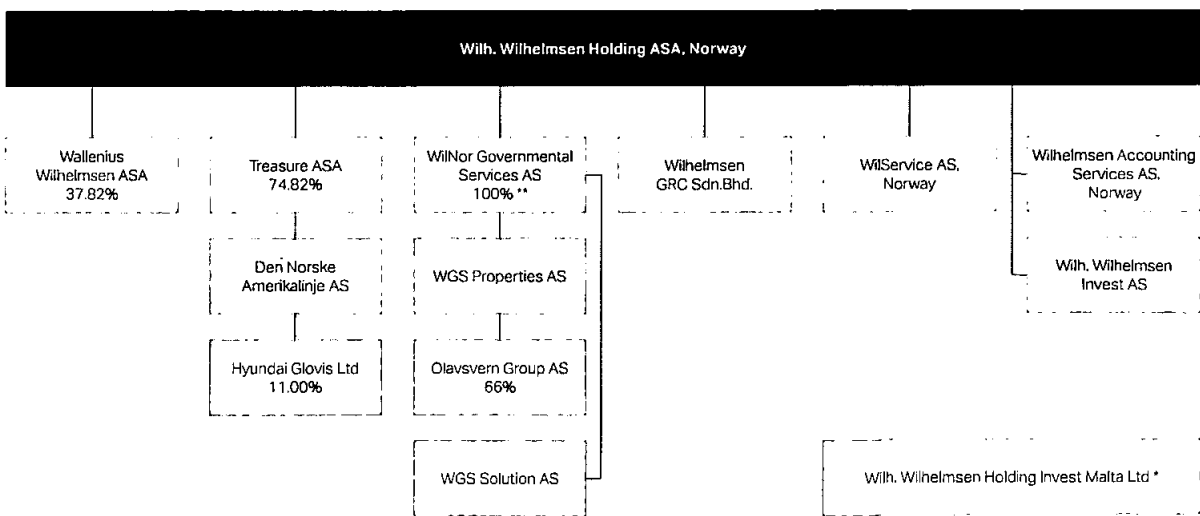 Wilh. Wilhelmsen Holding ASA, Norway
Wallenius
Wilhelmsen ASA
37.82%
Treasure ASA
74.82%
WilNor Governmental
Services AS
100% **
Wilhelmsen
GRC Sdn.Bhd.
WilService AS,
Norway
Wilhelmsen Accounting
Services AS,
Norway
Den Norske
Amerikalinje AS
WGS Properties AS
Wilh. Wilhelmsen
Invest AS
Hyundai Glovis Ltd
11.00%
Olavsvern Group AS
66%
WGS Solution AS
Wilh. Wilhelmsen Holding Invest Malta Ltd *